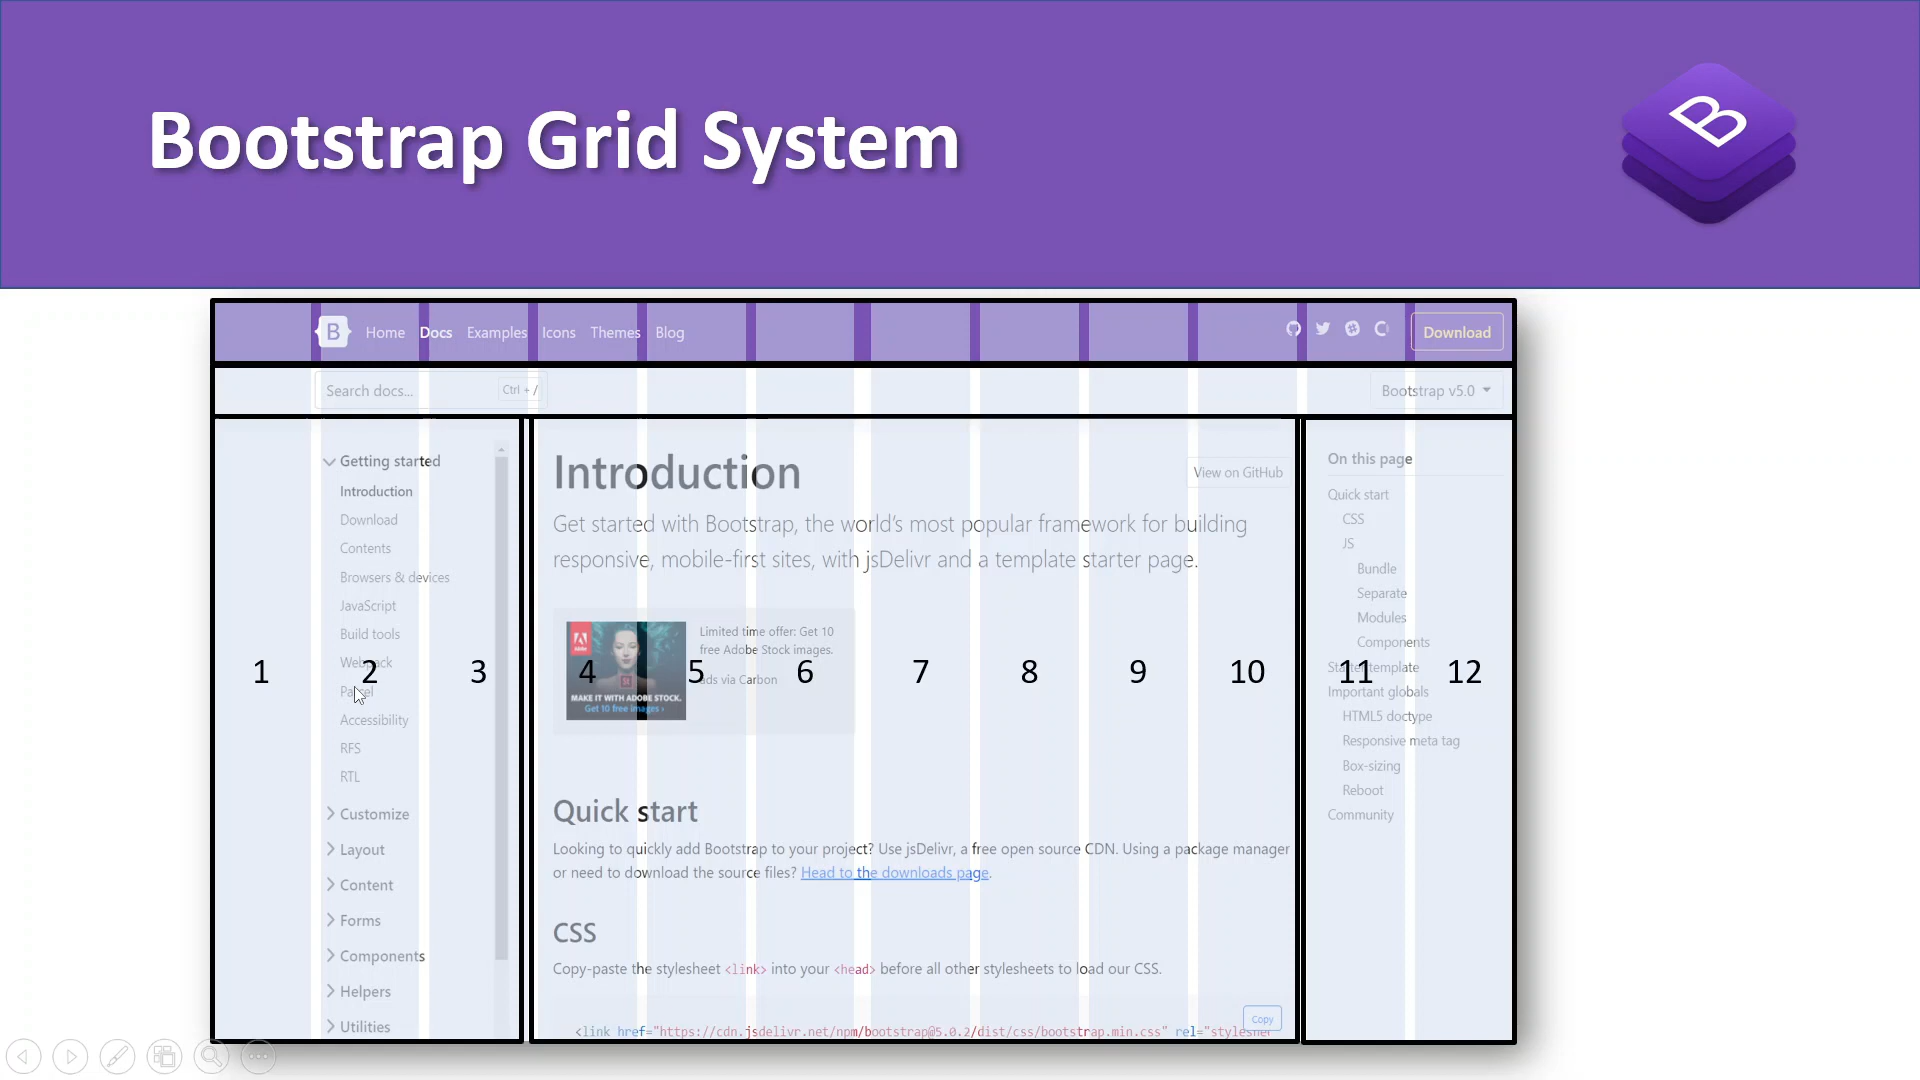 Bootstrap Grid System
B
B Home Docs Examples Icons Themes Blog Download
Search docs... Ctrl + / Bootstrap v5.0
Getting started
Introduction
Download
Contents
Browsers & devices
JavaScript
Build tools
Webpack
Parcel
Accessibility
RFS
RTL
Customize
Layout
Content
Forms
Components
Helpers
Utilities
Introduction
View on GitHub
Get started with Bootstrap, the world's most popular framework for building
responsive, mobile-first sites, with jsDelivr and a template starter page.
Adobe
MAKE IT WITH ADOBE STOCK.
Get 10 free images ›
Limited time offer: Get 10
free Adobe Stock images.
ads via Carbon
1 2 3 4 5 6 7 8 9 10 11 12
Quick start
Looking to quickly add Bootstrap to your project? Use jsDelivr, a free open source CDN. Using a package manager
or need to download the source files? Head to the downloads page.
CSS
Copy-paste the stylesheet <link> into your <head> before all other stylesheets to load our CSS.
Copy
<link href="https://cdn.jsdelivr.net/npm/bootstrap@5.0.2/dist/css/bootstrap.min.css" rel="styleshe
On this page
Quick start
CSS
JS
Bundle
Separate
Modules
Components
Starter template
Important globals
HTML5 doctype
Responsive meta tag
Box-sizing
Reboot
Community